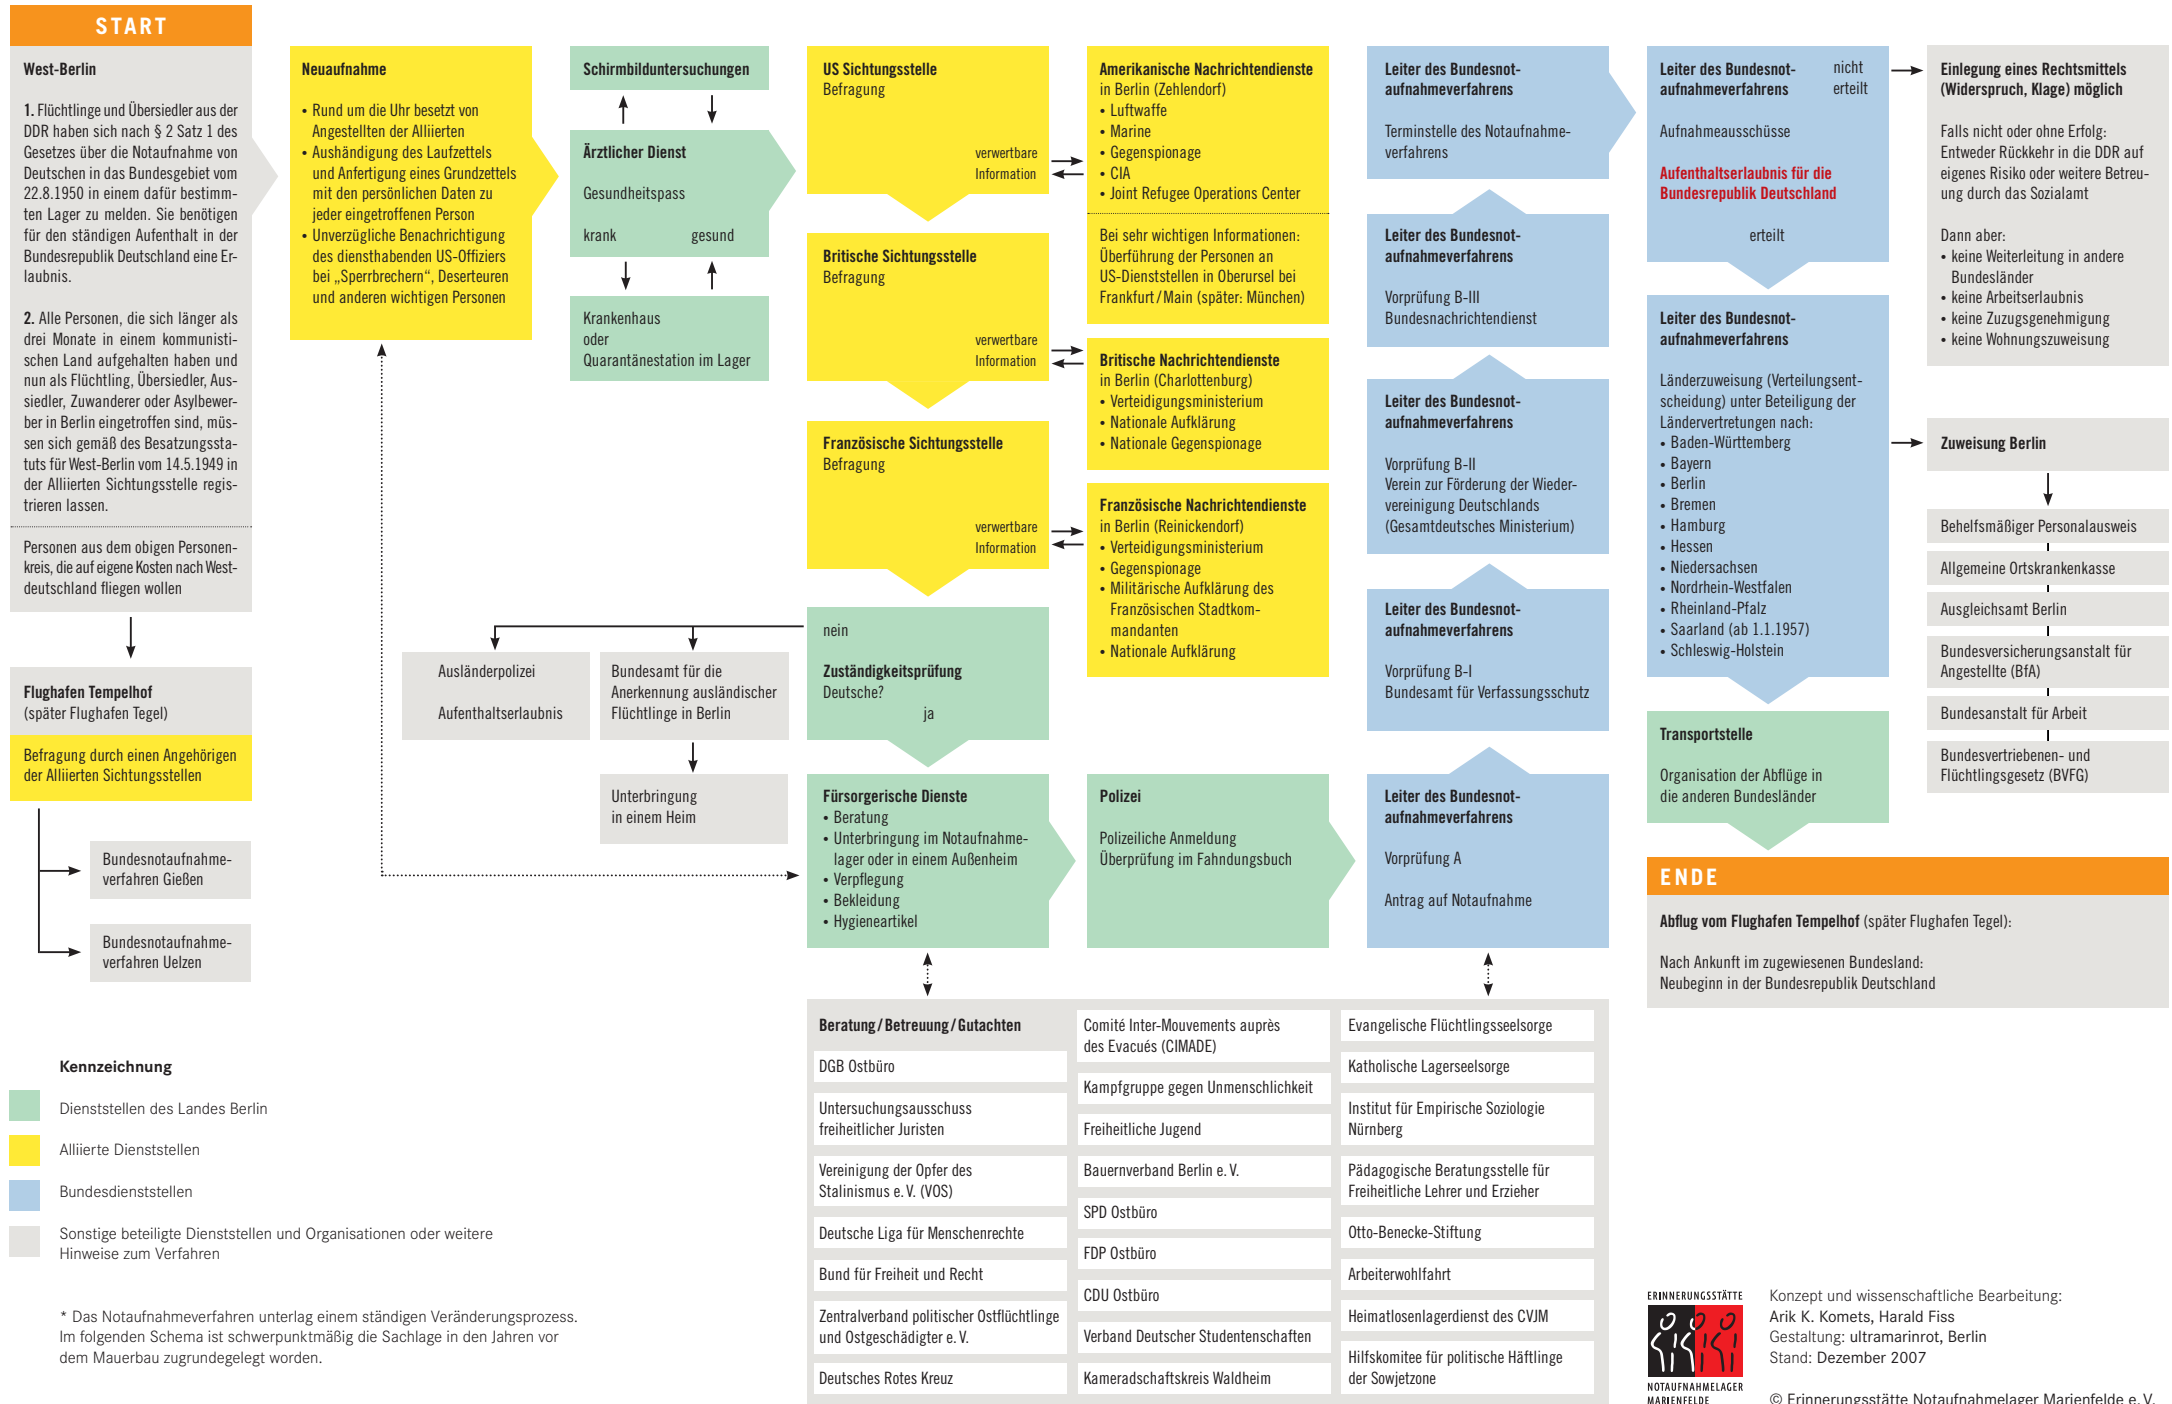 START
West-Berlin
1. Flüchtlinge und Übersiedler aus der
DDR haben sich nach § 2 Satz 1 des
Gesetzes über die Notaufnahme von
Deutschen in das Bundesgebiet vom
22.8.1950 in einem dafür bestimm-
ten Lager zu melden. Sie benötigen
für den ständigen Aufenthalt in der
Bundesrepublik Deutschland eine Er-
laubnis.
2. Alle Personen, die sich länger als
drei Monate in einem kommunisti-
schen Land aufgehalten haben und
nun als Flüchtling, Übersiedler, Aus-
siedler, Zuwanderer oder Asylbewer-
ber in Berlin eingetroffen sind, müs-
sen sich gemäß des Besatzungssta-
tuts für West-Berlin vom 14.5.1949 in
der Alliierten Sichtungsstelle regis-
trieren lassen.
Personen aus dem obigen Personen-
kreis, die auf eigene Kosten nach West-
deutschland fliegen wollen
Flughafen Tempelhof
(später Flughafen Tegel)
Befragung durch einen Angehörigen
der Alliierten Sichtungsstellen
Bundesnotaufnahme-
verfahren Gießen
Bundesnotaufnahme-
verfahren Uelzen
Neuaufnahme
• Rund um die Uhr besetzt von
Angestellten der Alliierten
• Aushändigung des Laufzettels
und Anfertigung eines Grundzettels
mit den persönlichen Daten zu
jeder eingetroffenen Person
• Unverzügliche Benachrichtigung
des diensthabenden US-Offiziers
bei „Sperrbrechern“, Deserteuren
und anderen wichtigen Personen
Schirmbilduntersuchungen
Ärztlicher Dienst
Gesundheitspass
krank gesund
Krankenhaus
oder
Quarantänestation im Lager
US Sichtungsstelle
Befragung
verwertbare
Information
Britische Sichtungsstelle
Befragung
verwertbare
Information
Französische Sichtungsstelle
Befragung
verwertbare
Information
Amerikanische Nachrichtendienste
in Berlin (Zehlendorf)
• Luftwaffe
• Marine
• Gegenspionage
• CIA
• Joint Refugee Operations Center
Bei sehr wichtigen Informationen:
Überführung der Personen an
US-Dienststellen in Oberursel bei
Frankfurt/Main (später: München)
Britische Nachrichtendienste
in Berlin (Charlottenburg)
• Verteidigungsministerium
• Nationale Aufklärung
• Nationale Gegenspionage
Französische Nachrichtendienste
in Berlin (Reinickendorf)
• Verteidigungsministerium
• Gegenspionage
• Militärische Aufklärung des
Französischen Stadtkom-
mandanten
• Nationale Aufklärung
nein
Zuständigkeitsprüfung
Deutsche?
ja
Ausländerpolizei
Aufenthaltserlaubnis
Bundesamt für die
Anerkennung ausländischer
Flüchtlinge in Berlin
Unterbringung
in einem Heim
Fürsorgerische Dienste
• Beratung
• Unterbringung im Notaufnahme-
lager oder in einem Außenheim
• Verpflegung
• Bekleidung
• Hygieneartikel
Polizei
Polizeiliche Anmeldung
Überprüfung im Fahndungsbuch
Leiter des Bundesnot-
aufnahmeverfahrens
Vorprüfung A
Antrag auf Notaufnahme
Leiter des Bundesnot-
aufnahmeverfahrens
Vorprüfung B-I
Bundesamt für Verfassungsschutz
Leiter des Bundesnot-
aufnahmeverfahrens
Vorprüfung B-II
Verein zur Förderung der Wieder-
vereinigung Deutschlands
(Gesamtdeutsches Ministerium)
Leiter des Bundesnot-
aufnahmeverfahrens
Vorprüfung B-III
Bundesnachrichtendienst
Leiter des Bundesnot-
aufnahmeverfahrens
Terminstelle des Notaufnahme-
verfahrens
Leiter des Bundesnot-
aufnahmeverfahrens
nicht
erteilt
Aufnahmeausschüsse
Aufenthaltserlaubnis für die
Bundesrepublik Deutschland
erteilt
Einlegung eines Rechtsmittels
(Widerspruch, Klage) möglich
Falls nicht oder ohne Erfolg:
Entweder Rückkehr in die DDR auf
eigenes Risiko oder weitere Betreu-
ung durch das Sozialamt
Dann aber:
• keine Weiterleitung in andere
Bundesländer
• keine Arbeitserlaubnis
• keine Zuzugsgenehmigung
• keine Wohnungszuweisung
Leiter des Bundesnot-
aufnahmeverfahrens
Länderzuweisung (Verteilungsent-
scheidung) unter Beteiligung der
Ländervertretungen nach:
• Baden-Württemberg
• Bayern
• Berlin
• Bremen
• Hamburg
• Hessen
• Niedersachsen
• Nordrhein-Westfalen
• Rheinland-Pfalz
• Saarland (ab 1.1.1957)
• Schleswig-Holstein
Zuweisung Berlin
Behelfsmäßiger Personalausweis
Allgemeine Ortskrankenkasse
Ausgleichsamt Berlin
Bundesversicherungsanstalt für
Angestellte (BfA)
Bundesanstalt für Arbeit
Bundesvertriebenen- und
Flüchtlingsgesetz (BVFG)
Transportstelle
Organisation der Abflüge in
die anderen Bundesländer
ENDE
Abflug vom Flughafen Tempelhof (später Flughafen Tegel):
Nach Ankunft im zugewiesenen Bundesland:
Neubeginn in der Bundesrepublik Deutschland
Beratung/Betreuung/Gutachten
DGB Ostbüro
Untersuchungsausschuss
freiheitlicher Juristen
Vereinigung der Opfer des
Stalinismus e.V. (VOS)
Deutsche Liga für Menschenrechte
Bund für Freiheit und Recht
Zentralverband politischer Ostflüchtlinge
und Ostgeschädigter e.V.
Deutsches Rotes Kreuz
Comité Inter-Mouvements auprès
des Evacués (CIMADE)
Kampfgruppe gegen Unmenschlichkeit
Freiheitliche Jugend
Bauernverband Berlin e.V.
SPD Ostbüro
FDP Ostbüro
CDU Ostbüro
Verband Deutscher Studentenschaften
Kameradschaftskreis Waldheim
Evangelische Flüchtlingsseelsorge
Katholische Lagerseelsorge
Institut für Empirische Soziologie
Nürnberg
Pädagogische Beratungsstelle für
Freiheitliche Lehrer und Erzieher
Otto-Benecke-Stiftung
Arbeiterwohlfahrt
Heimatlosenlagerdienst des CVJM
Hilfskomitee für politische Häftlinge
der Sowjetzone
Kennzeichnung
Dienststellen des Landes Berlin
Alliierte Dienststellen
Bundesdienststellen
Sonstige beteiligte Dienststellen und Organisationen oder weitere
Hinweise zum Verfahren
* Das Notaufnahmeverfahren unterlag einem ständigen Veränderungsprozess.
Im folgenden Schema ist schwerpunktmäßig die Sachlage in den Jahren vor
dem Mauerbau zugrundegelegt worden.
ERINNERUNGSSTÄTTE
NOTAUFNAHMELAGER
MARIENFELDE
Konzept und wissenschaftliche Bearbeitung:
Arik K. Komets, Harald Fiss
Gestaltung: ultramarinrot, Berlin
Stand: Dezember 2007
© Erinnerungsstätte Notaufnahmelager Marienfelde e.V.